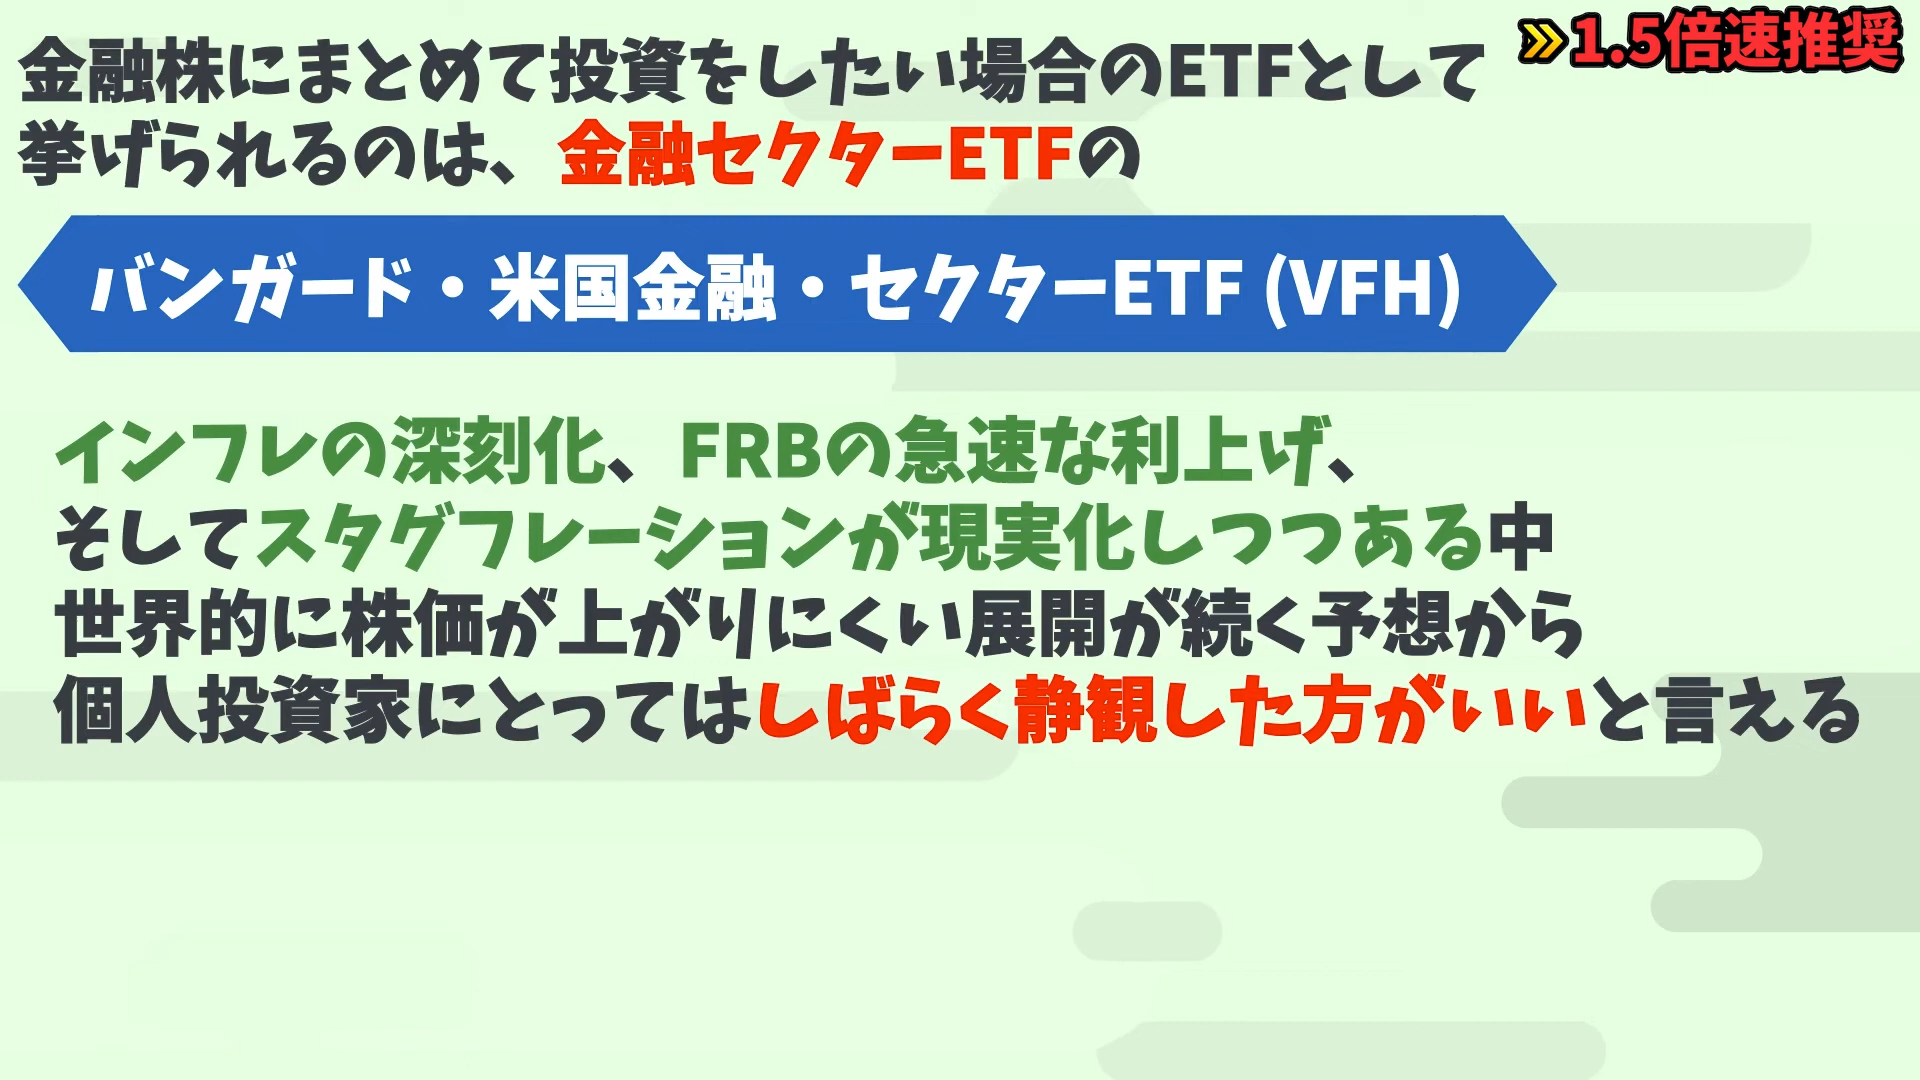 金融株にまとめて投資をしたい場合のETFとして
1.5倍速推奨
挙げられるのは、金融セクターETFの
バンガード・米国金融・セクターETF (VFH)
インフレの深刻化、FRBの急速な利上げ、
そしてスタグフレーションが現実化しつつある中
世界的に株価が上がりにくい展開が続く予想から
個人投資家にとってはしばらく静観した方がいいと言える